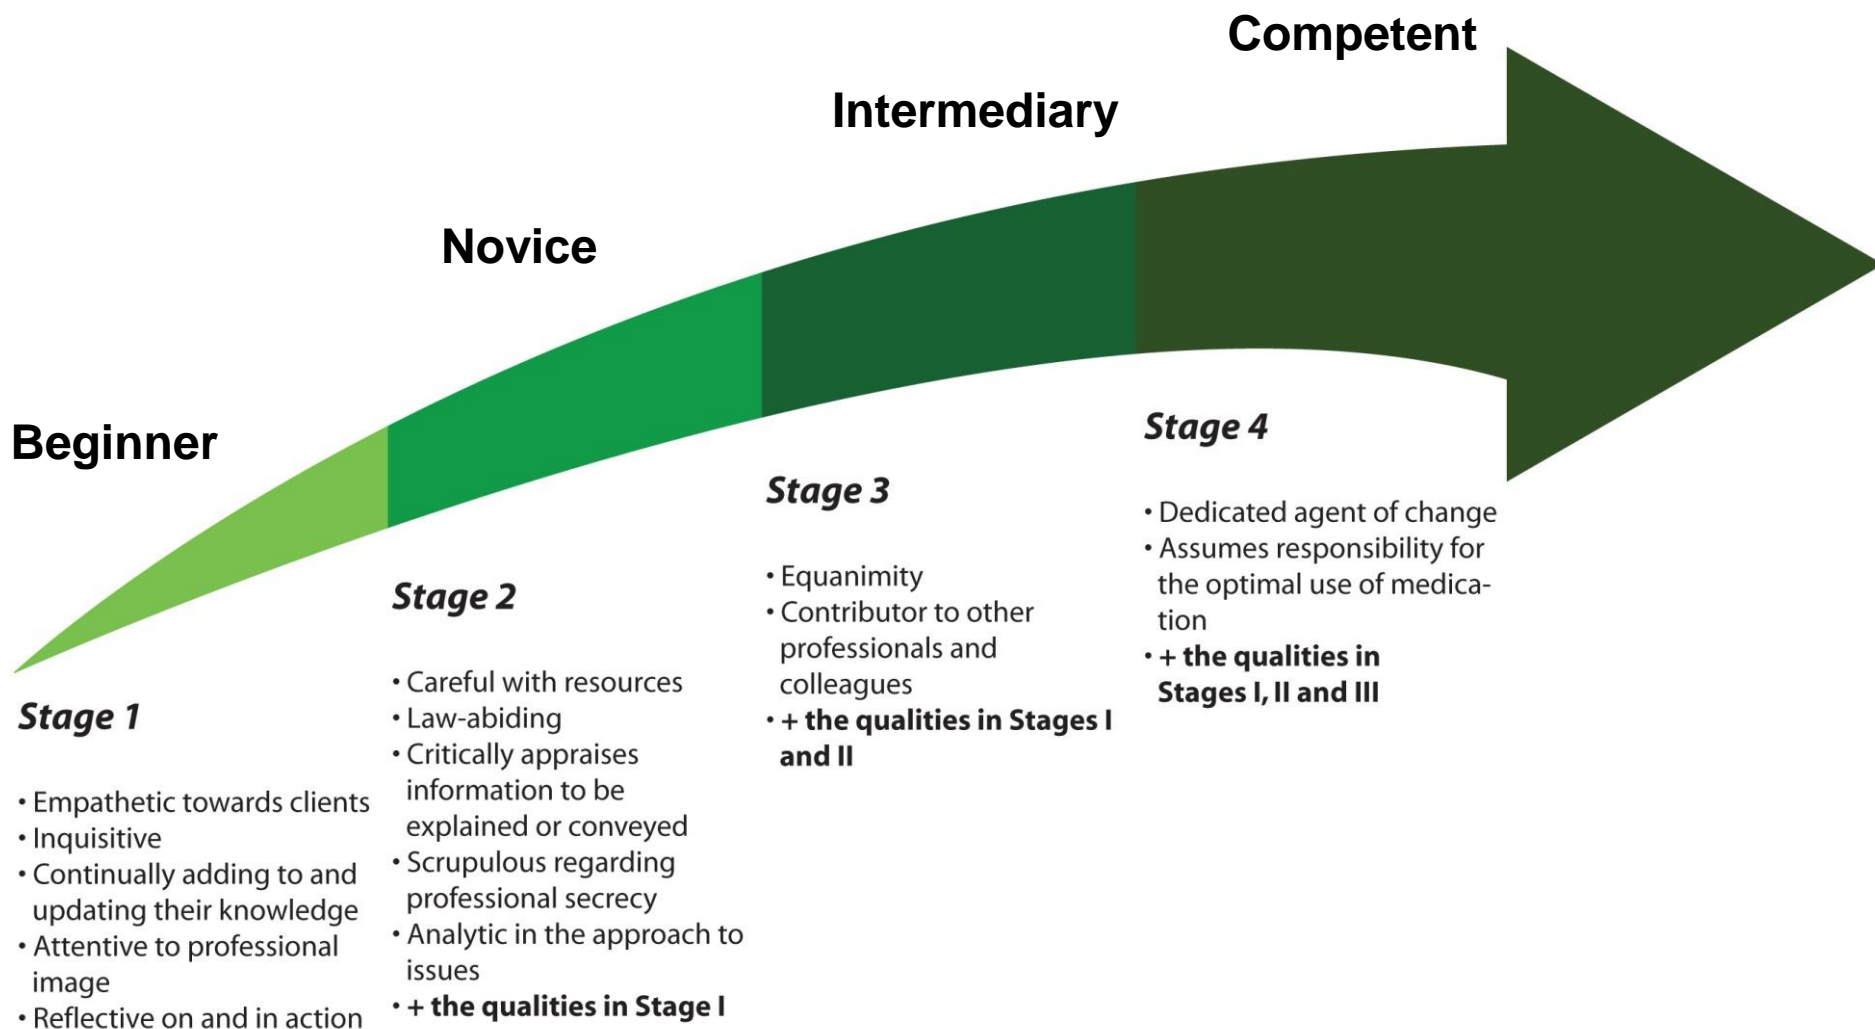 Competent
Intermediary
Novice
Beginner
Stage 1
• Empathetic towards clients
• Inquisitive
• Continually adding to and
updating their knowledge
• Attentive to professional
image
• Reflective on and in action
Stage 2
• Careful with resources
• Law-abiding
• Critically appraises
information to be
explained or conveyed
• Scrupulous regarding
professional secrecy
• Analytic in the approach to
issues
• + the qualities in Stage I
Stage 3
• Equanimity
• Contributor to other
professionals and
colleagues
• + the qualities in Stages I
and II
Stage 4
• Dedicated agent of change
• Assumes responsibility for
the optimal use of medica-
tion
• + the qualities in
Stages I, II and III